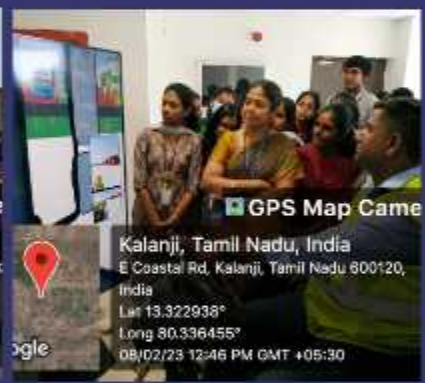 GPS Map Came
Kalanji, Tamil Nadu, India
E Coastal Rd, Kalanji, Tamil Nadu 600120,
India
Lat 13.322938°
Long 80.336455°
08/02/23 12:46 PM GMT +05:30
ogle